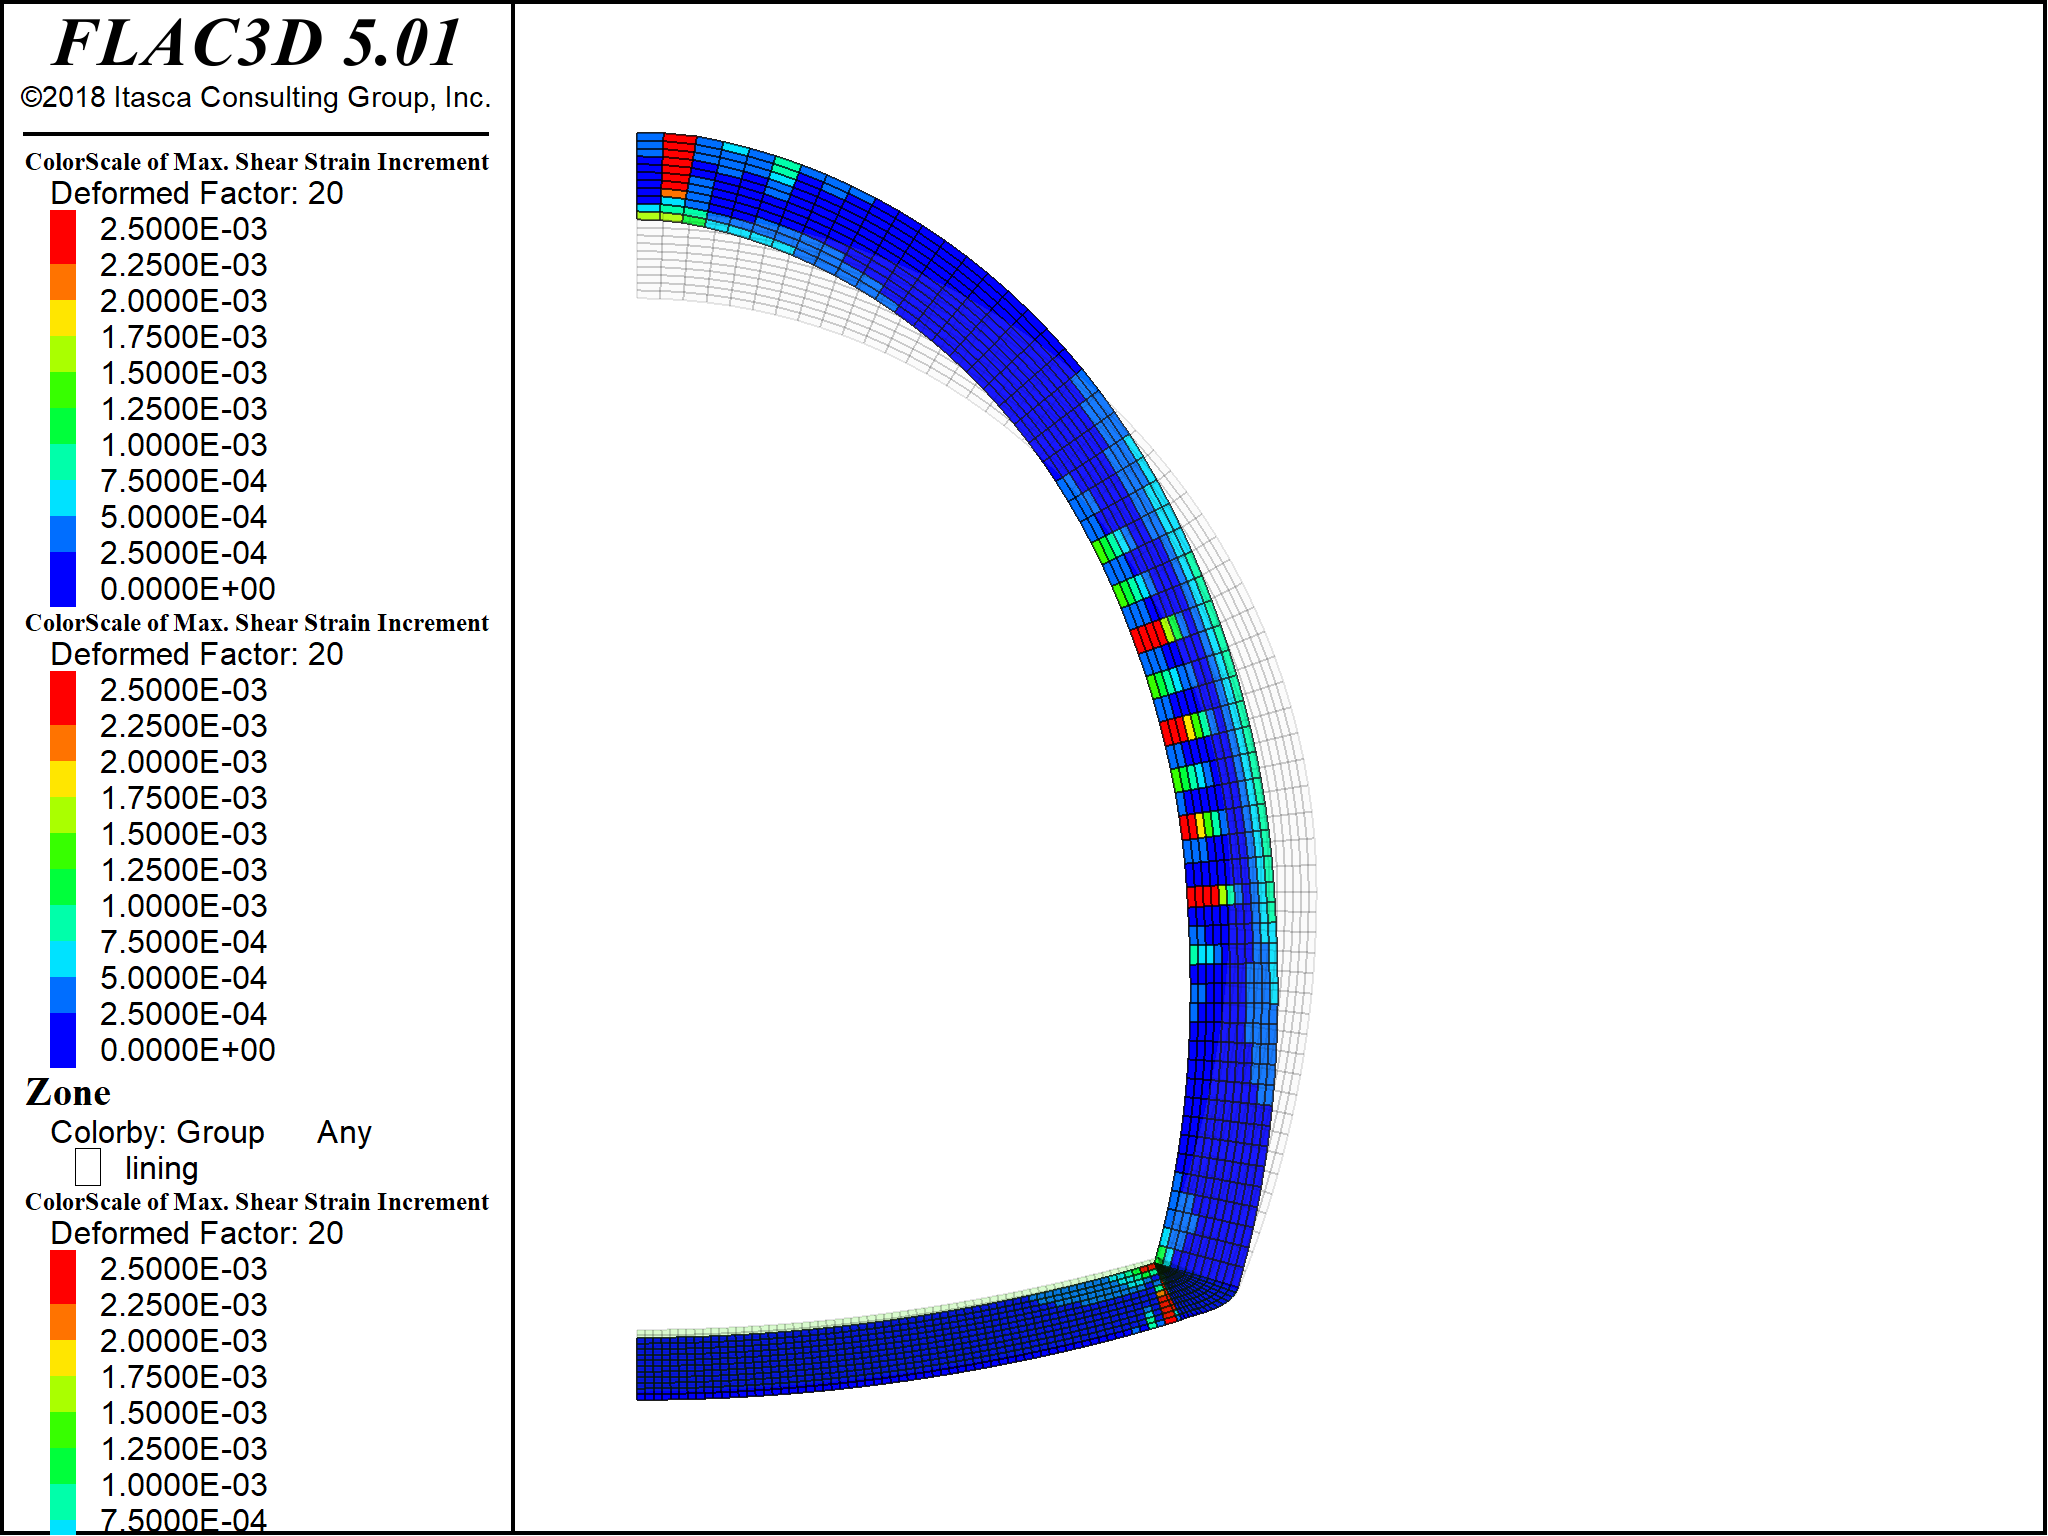 FLAC3D 5.01
©2018 Itasca Consulting Group, Inc.
ColorScale of Max. Shear Strain Increment
Deformed Factor: 20
2.5000E-03
2.2500E-03
2.0000E-03
1.7500E-03
1.5000E-03
1.2500E-03
1.0000E-03
7.5000E-04
5.0000E-04
2.5000E-04
0.0000E+00
ColorScale of Max. Shear Strain Increment
Deformed Factor: 20
2.5000E-03
2.2500E-03
2.0000E-03
1.7500E-03
1.5000E-03
1.2500E-03
1.0000E-03
7.5000E-04
5.0000E-04
2.5000E-04
0.0000E+00
Zone
Colorby: Group Any
lining
ColorScale of Max. Shear Strain Increment
Deformed Factor: 20
2.5000E-03
2.2500E-03
2.0000E-03
1.7500E-03
1.5000E-03
1.2500E-03
1.0000E-03
7.5000E-04